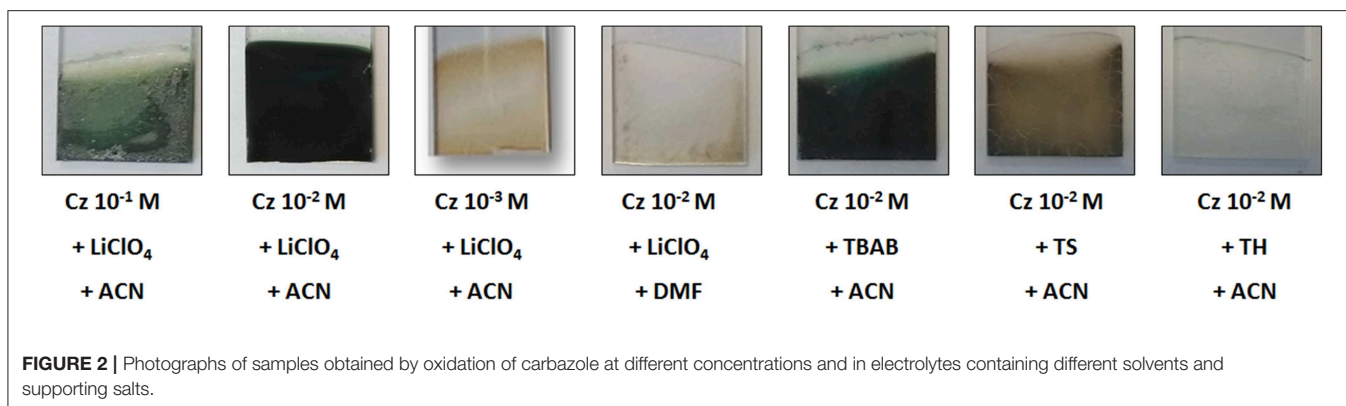 Cz 10⁻¹ M
+ LiClO₄
+ ACN
Cz 10⁻² M
+ LiClO₄
+ ACN
Cz 10⁻³ M
+ LiClO₄
+ ACN
Cz 10⁻² M
+ LiClO₄
+ DMF
Cz 10⁻² M
+ TBAB
+ ACN
Cz 10⁻² M
+ TS
+ ACN
Cz 10⁻² M
+ TH
+ ACN
FIGURE 2 | Photographs of samples obtained by oxidation of carbazole at different concentrations and in electrolytes containing different solvents and
supporting salts.